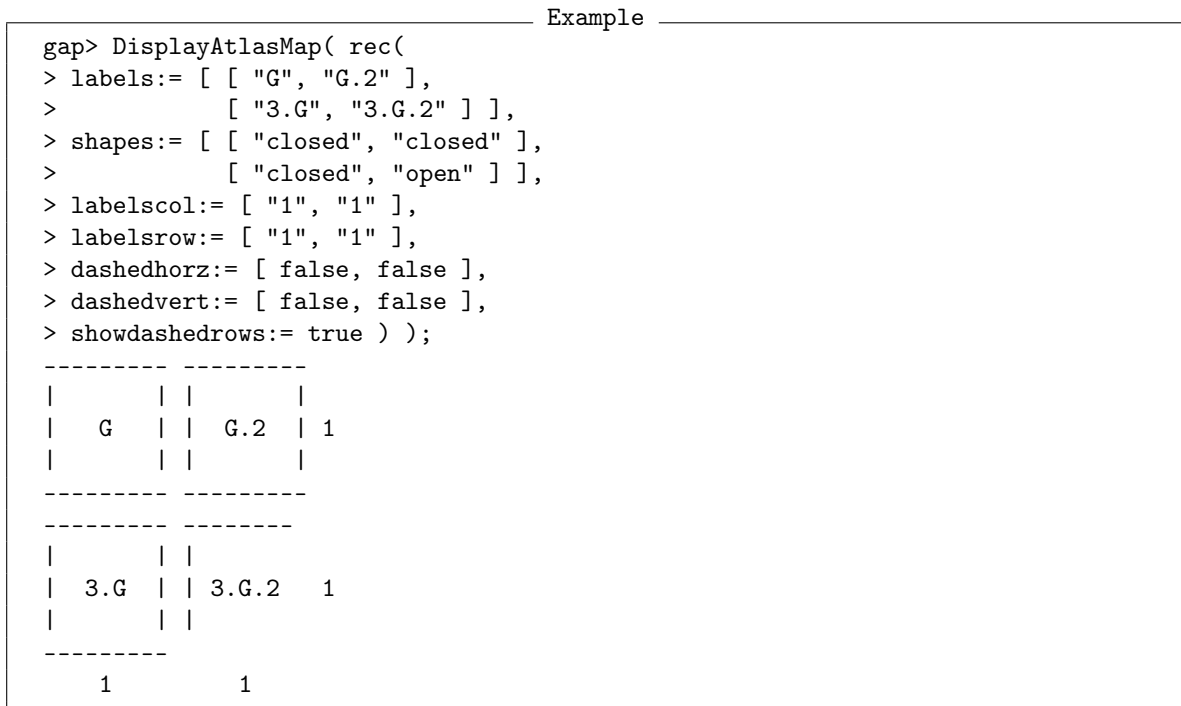 Example
gap> DisplayAtlasMap( rec(
> labels:= [ [ "G", "G.2" ],
>            [ "3.G", "3.G.2" ] ],
> shapes:= [ [ "closed", "closed" ],
>            [ "closed", "open" ] ],
> labelscol:= [ "1", "1" ],
> labelsrow:= [ "1", "1" ],
> dashedhorz:= [ false, false ],
> dashedvert:= [ false, false ],
> showdashedrows:= true ) );
--------- ---------
|       | |       |
|   G   | |  G.2  | 1
|       | |       |
--------- ---------
--------- --------
|       | |
|  3.G  | | 3.G.2   1
|       | |
---------
    1         1